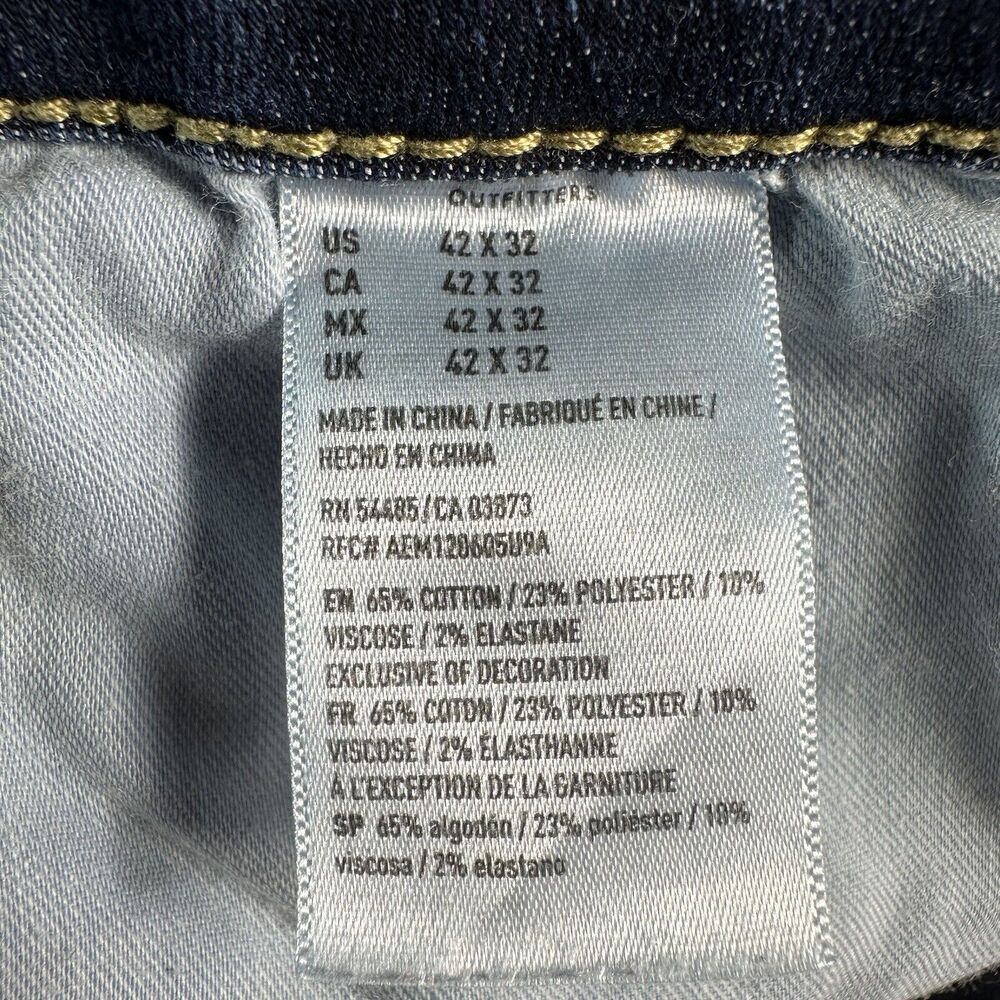 OUTFITTERS
US 42 X 32
CA 42 X 32
MX 42 X 32
UK 42 X 32
MADE IN CHINA / FABRIQUÉ EN CHINE /
HECHO EN CHINA
RN 54485 / CA 03873
RFC# AEM120605U9A
EN 65% COTTON / 23% POLYESTER / 10%
VISCOSE / 2% ELASTANE
EXCLUSIVE OF DECORATION
FR 65% COTON / 23% POLYESTER / 10%
VISCOSE / 2% ÉLASTHANNE
À L'EXCEPTION DE LA GARNITURE
SP 65% algodón / 23% poliéster / 10%
viscosa / 2% elastano